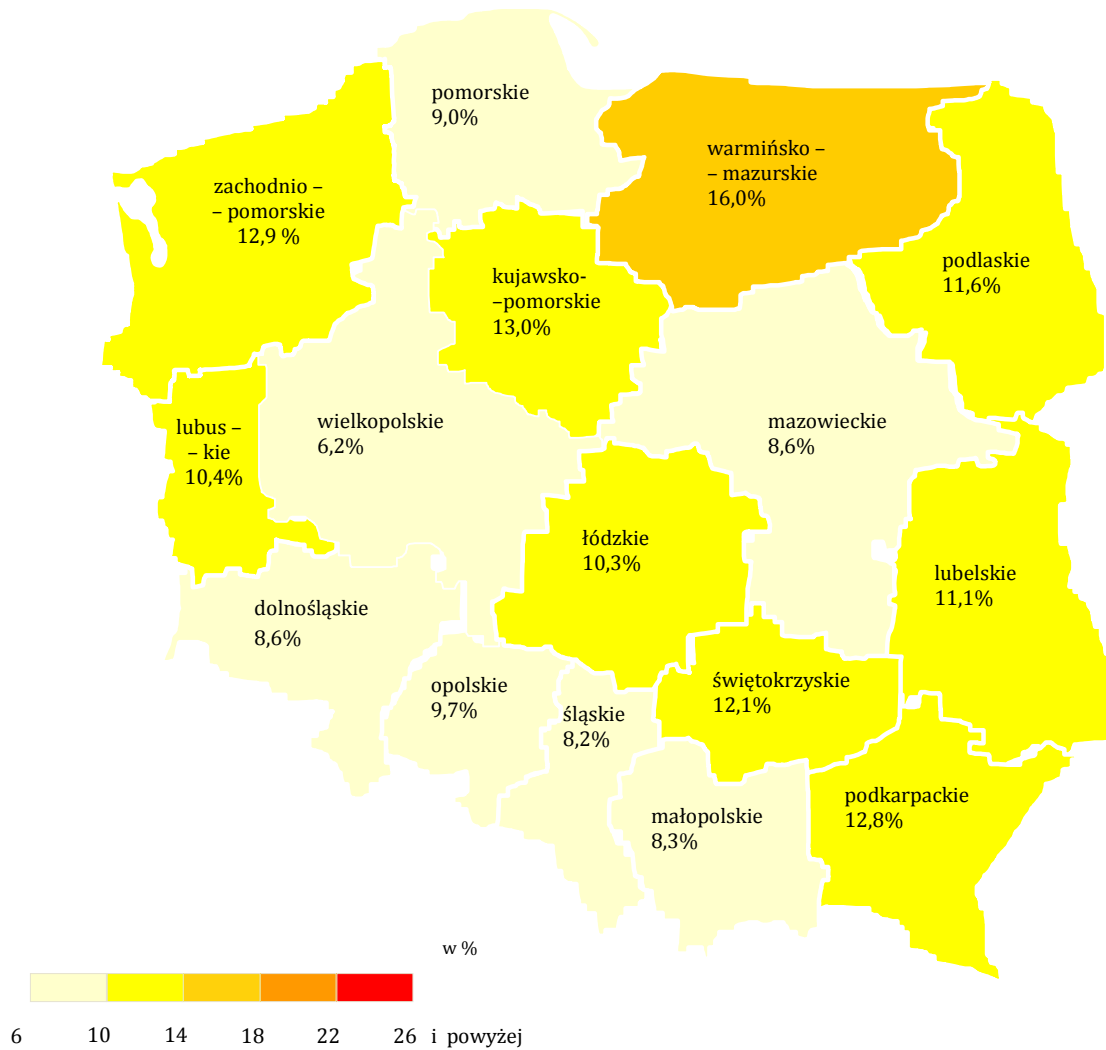 pomorskie
9,0%
warmińsko –
– mazurskie
16,0%
zachodnio –
– pomorskie
12,9 %
podlaskie
11,6%
kujawsko-
–pomorskie
13,0%
wielkopolskie
6,2%
mazowieckie
8,6%
lubus –
– kie
10,4%
łódzkie
10,3%
lubelskie
11,1%
dolnośląskie
8,6%
opolskie
9,7%
śląskie
8,2%
świętokrzyskie
12,1%
podkarpackie
12,8%
małopolskie
8,3%
w %
6 10 14 18 22 26 i powyżej